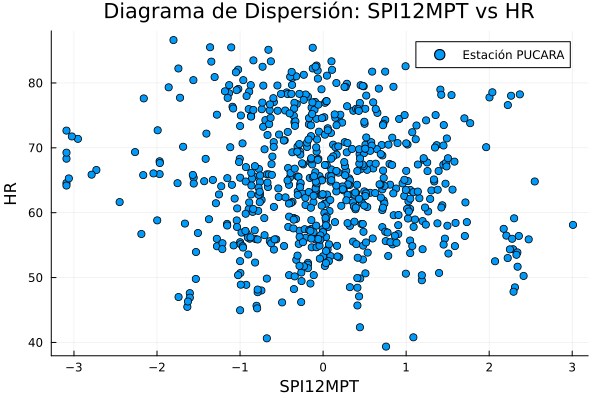 Diagrama de Dispersión: SPI12MPT vs HR
Estación PUCARA
80
70
60
50
40
HR
−3 −2 −1 0 1 2 3
SPI12MPT